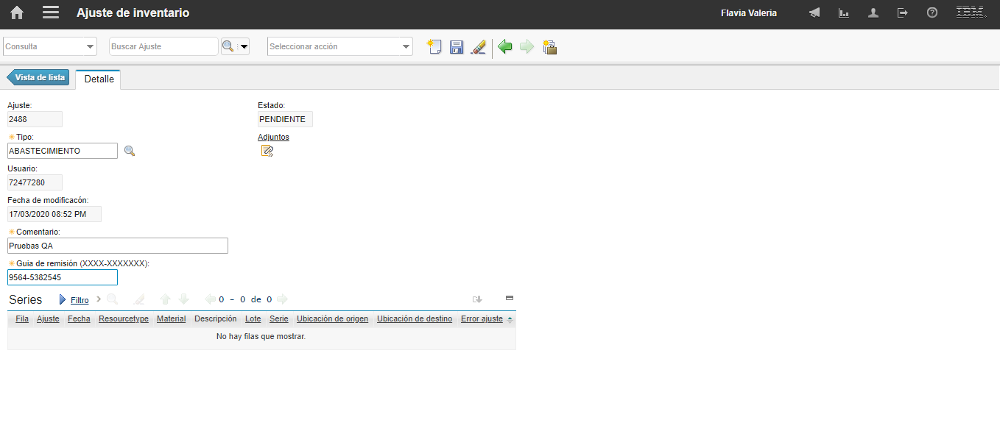 Ajuste de inventario Flavia Valeria IBM.
Consulta Buscar Ajuste Seleccionar acción
Vista de lista Detalle
Ajuste: Estado:
2488 PENDIENTE
Tipo: Adjuntos
ABASTECIMIENTO
Usuario:
72477280
Fecha de modificacón:
17/03/2020 08:52 PM
Comentario:
Pruebas QA
Guia de remisión (XXXX-XXXXXXX):
9564-5382545
Series Filtro 0 - 0 de 0
Fila Ajuste Fecha Resourcetype Material Descripción Lote Serie Ubicación de origen Ubicación de destino Error ajuste
No hay filas que mostrar.